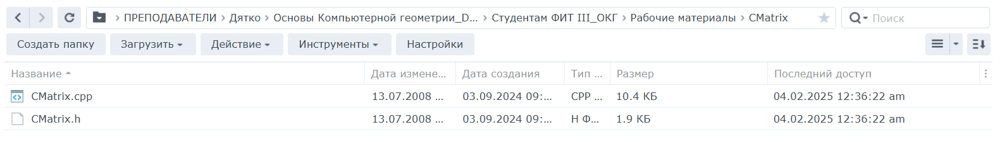 ПРЕПОДАВАТЕЛИ > Дятко > Основы Компьютерной геометрии_D... > Студентам ФИТ III_ОКГ > Рабочие материалы > CMatrix Поиск
Создать папку Загрузить Действие Инструменты Настройки
Название Дата измене... Дата создания Тип ... Размер Последний доступ
CMatrix.cpp 13.07.2008 ... 03.09.2024 09:... CPP ... 10.4 КБ 04.02.2025 12:36:22 am
CMatrix.h 13.07.2008 ... 03.09.2024 09:... H Ф... 1.9 КБ 04.02.2025 12:36:22 am